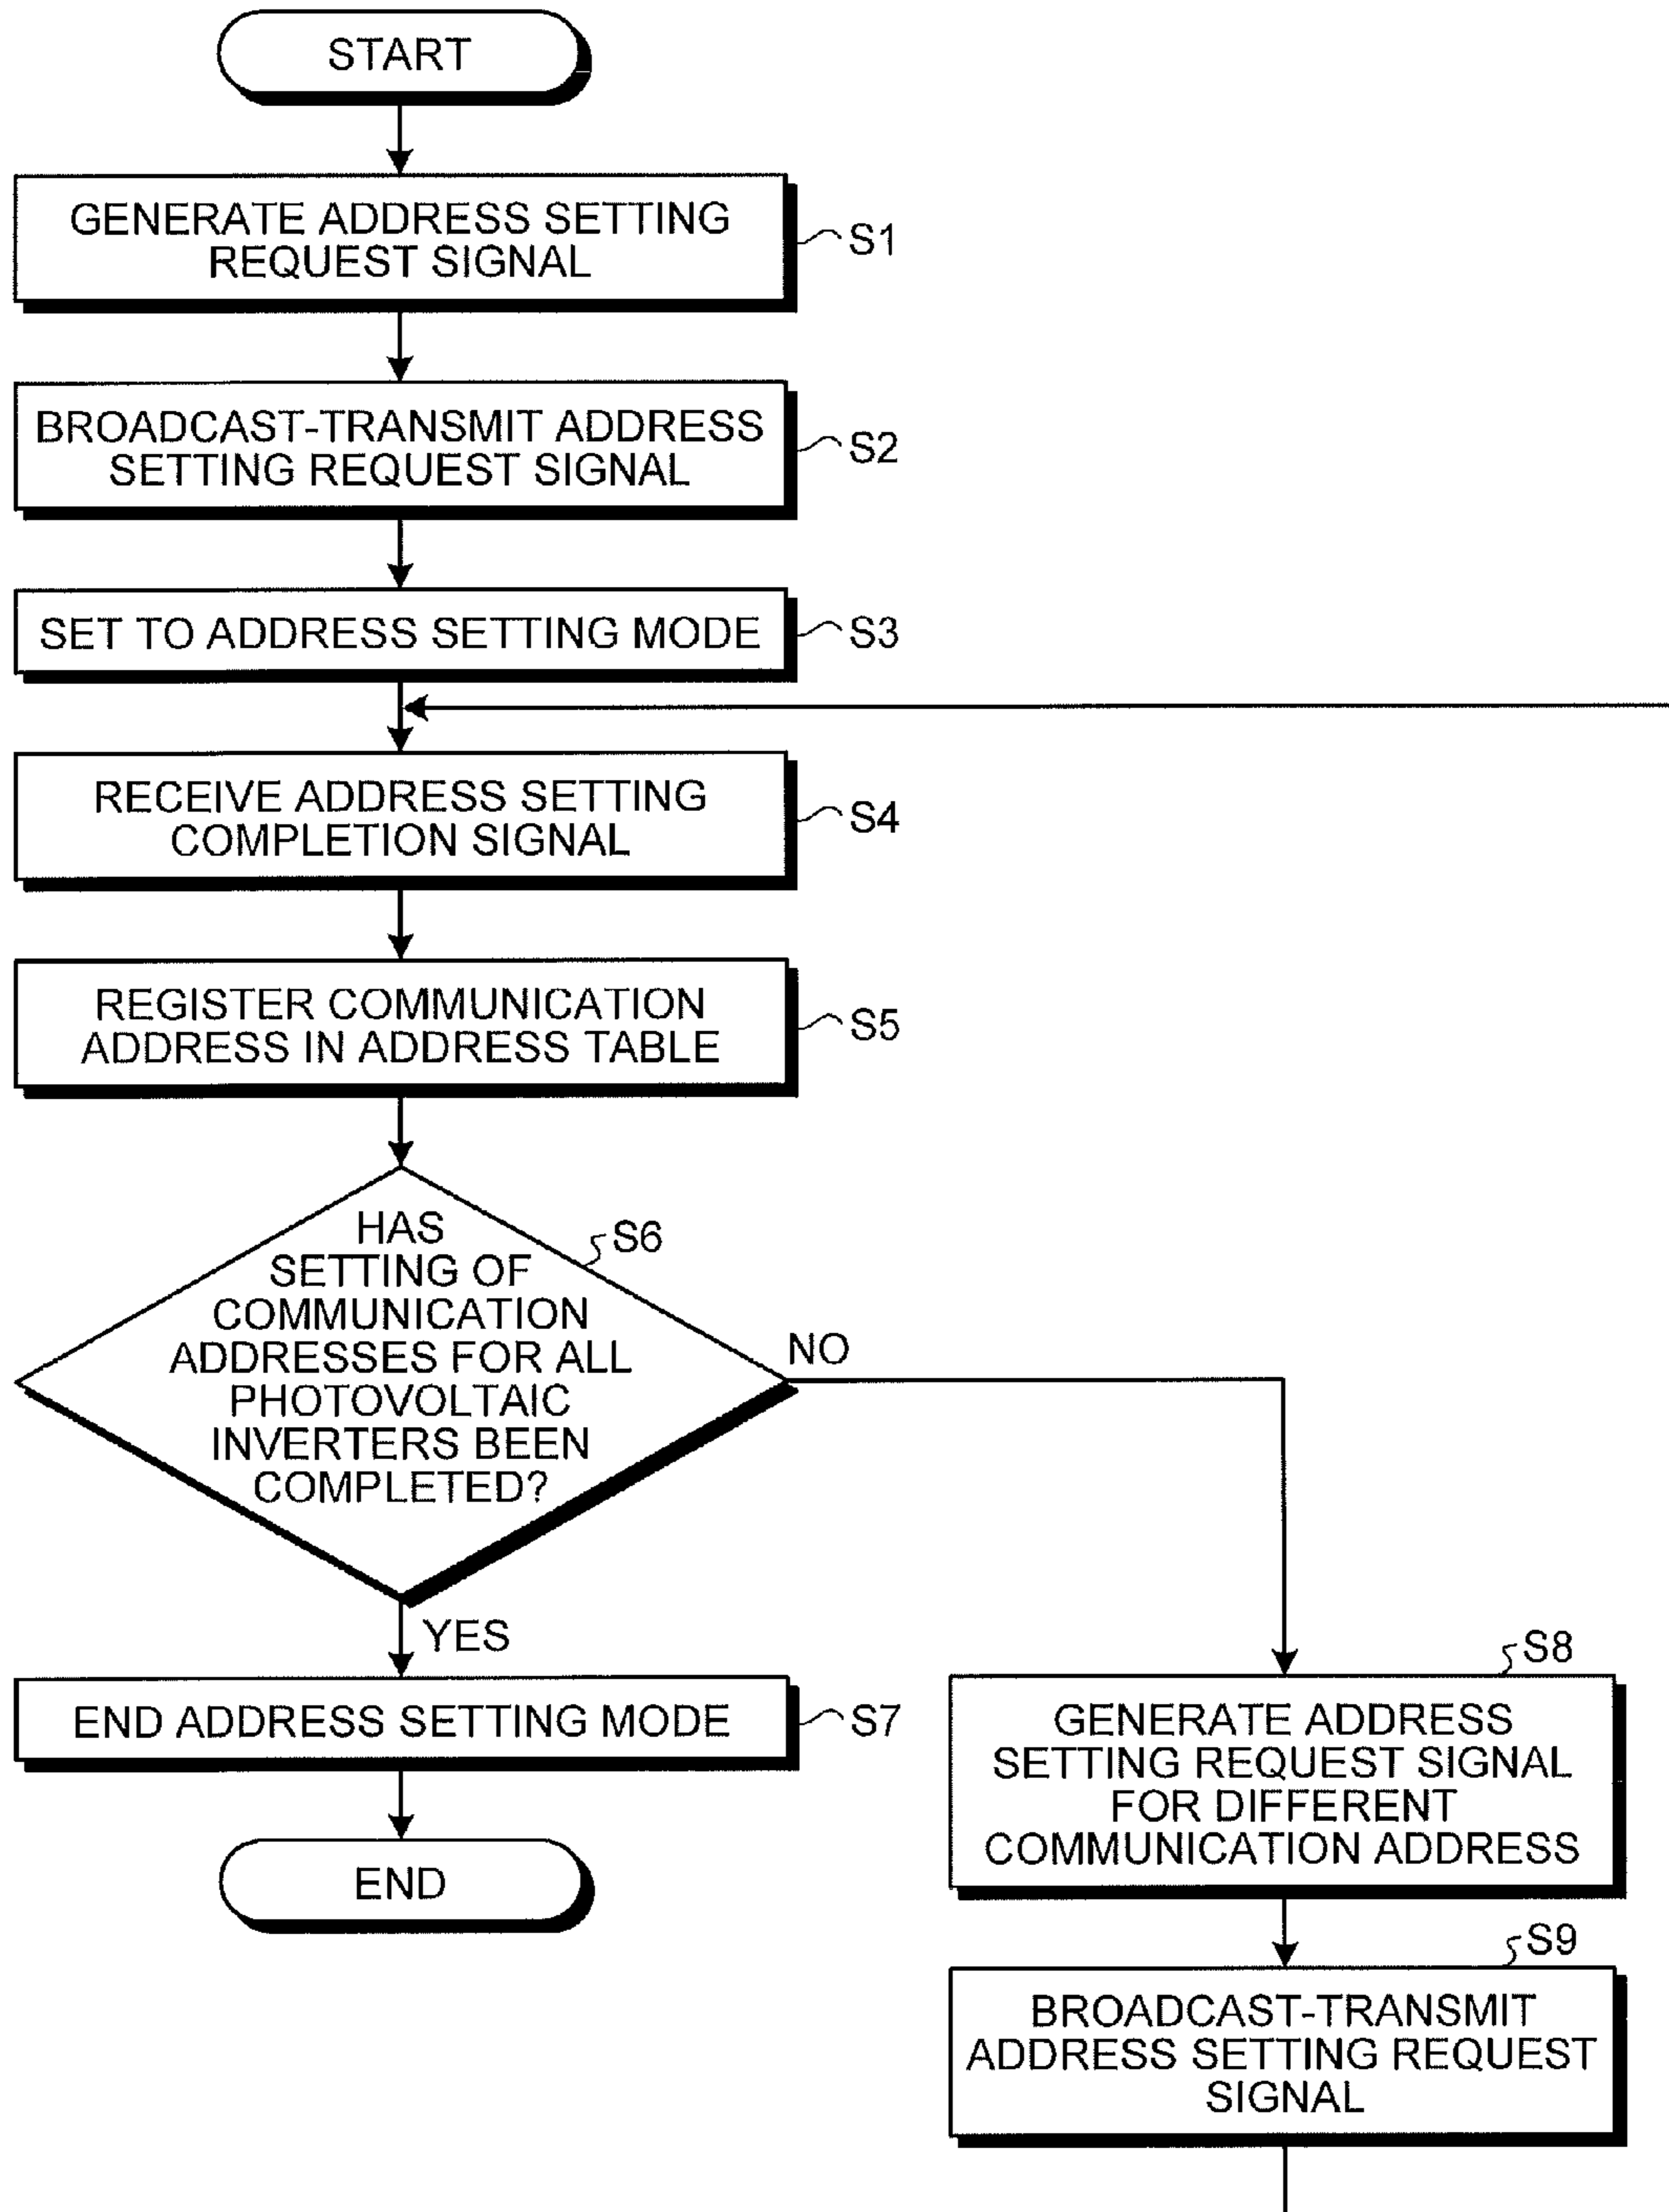 START
GENERATE ADDRESS SETTING
REQUEST SIGNAL
S1
BROADCAST-TRANSMIT ADDRESS
SETTING REQUEST SIGNAL
S2
SET TO ADDRESS SETTING MODE
S3
RECEIVE ADDRESS SETTING
COMPLETION SIGNAL
S4
REGISTER COMMUNICATION
ADDRESS IN ADDRESS TABLE
S5
HAS
SETTING OF
COMMUNICATION
ADDRESSES FOR ALL
PHOTOVOLTAIC
INVERTERS BEEN
COMPLETED?
S6
NO
YES
END ADDRESS SETTING MODE
S7
END
S8
GENERATE ADDRESS
SETTING REQUEST SIGNAL
FOR DIFFERENT
COMMUNICATION ADDRESS
S9
BROADCAST-TRANSMIT
ADDRESS SETTING REQUEST
SIGNAL